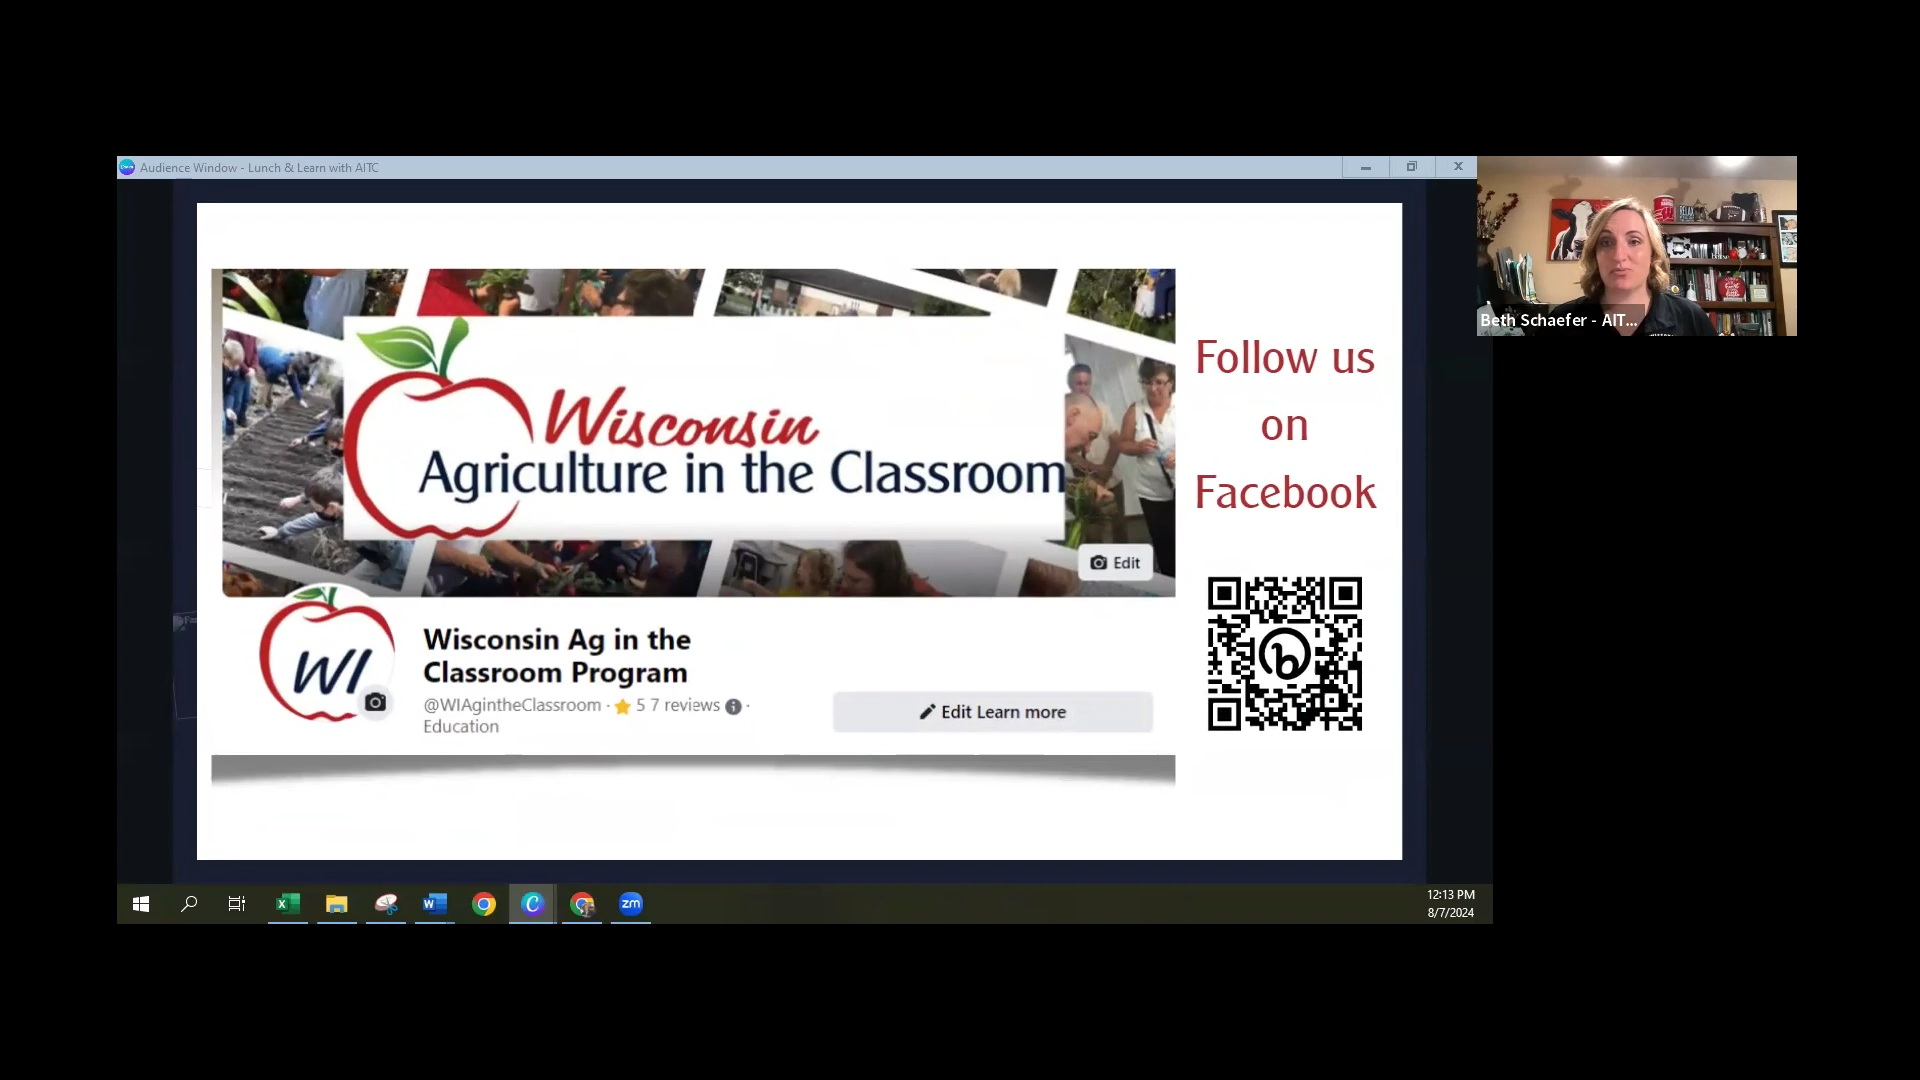 Audience Window - Lunch & Learn with AITC
Beth Schaefer - AIT...
RELAX
Wisconsin
Agriculture in the Classroom
Edit
WI
Wisconsin Ag in the
Classroom Program
@WIAgintheClassroom · 5 7 reviews ·
Education
Edit Learn more
Follow us
on
Facebook
b
12:13 PM
8/7/2024
zm